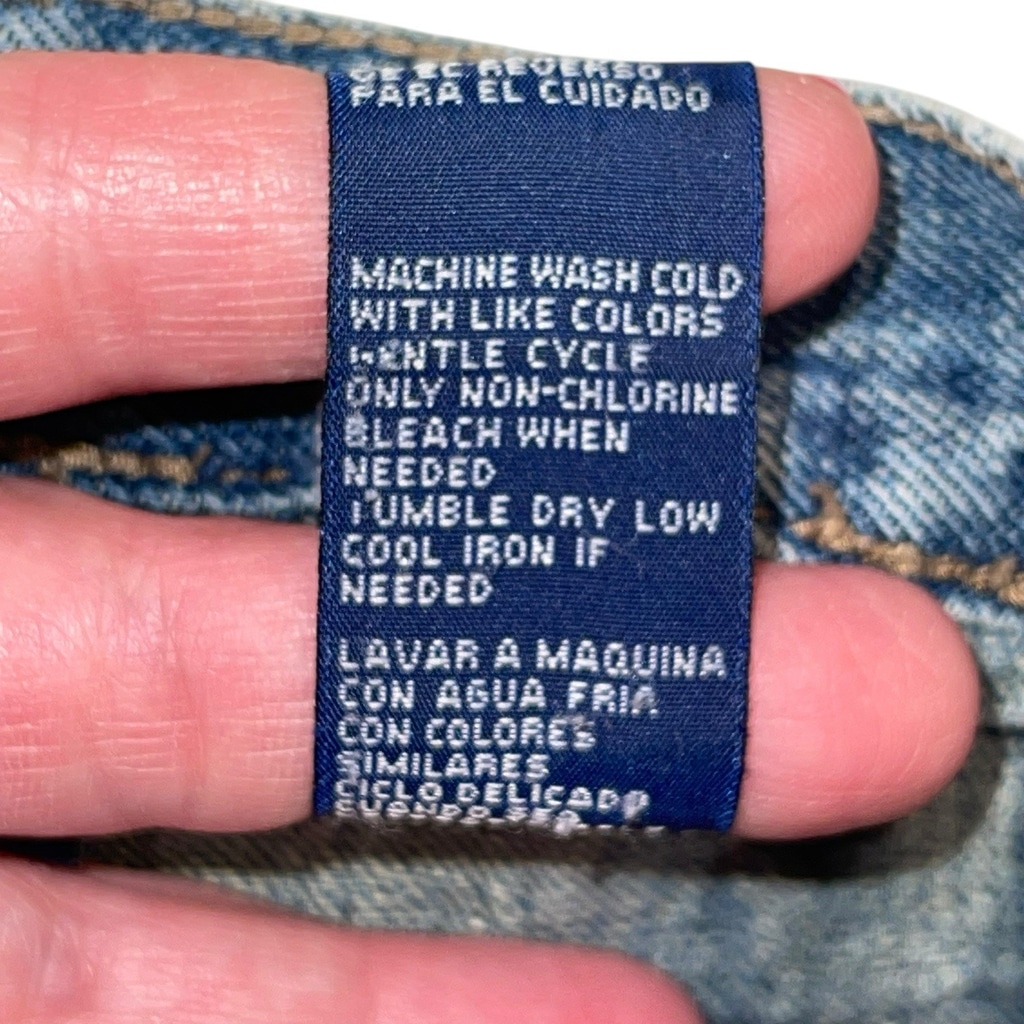 REVERSO
PARA EL CUIDADO
MACHINE WASH COLD
WITH LIKE COLORS
GENTLE CYCLE
ONLY NON-CHLORINE
BLEACH WHEN
NEEDED
TUMBLE DRY LOW
COOL IRON IF
NEEDED
LAVAR A MAQUINA
CON AGUA FRIA
CON COLORES
SIMILARES
CICLO DELICADO